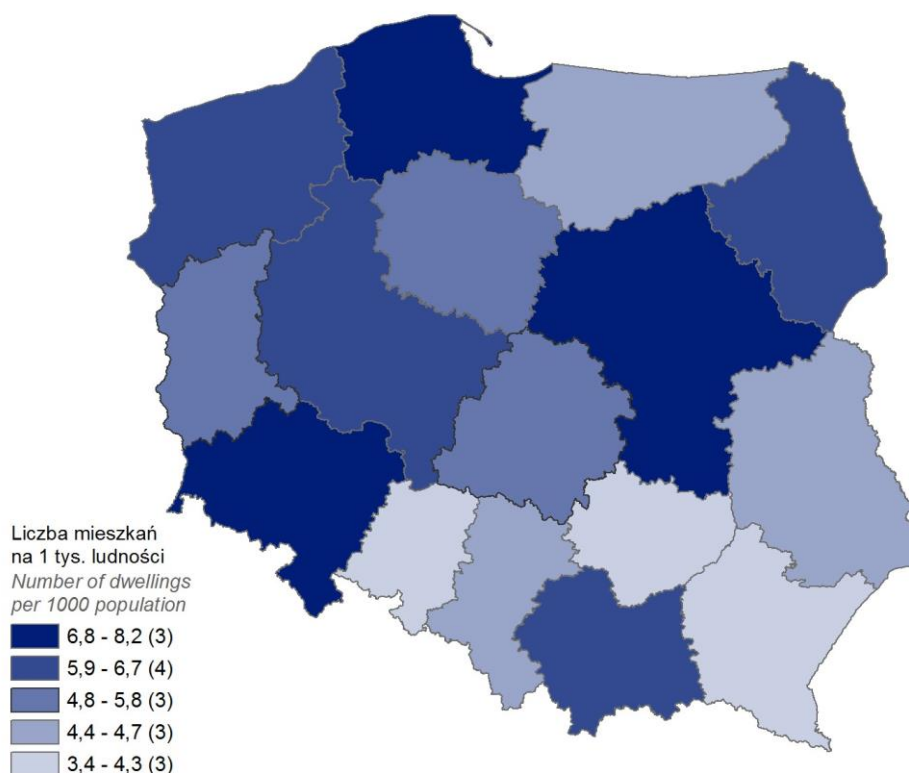 Liczba mieszkań
na 1 tys. ludności
Number of dwellings
per 1000 population
6,8 - 8,2 (3)
5,9 - 6,7 (4)
4,8 - 5,8 (3)
4,4 - 4,7 (3)
3,4 - 4,3 (3)